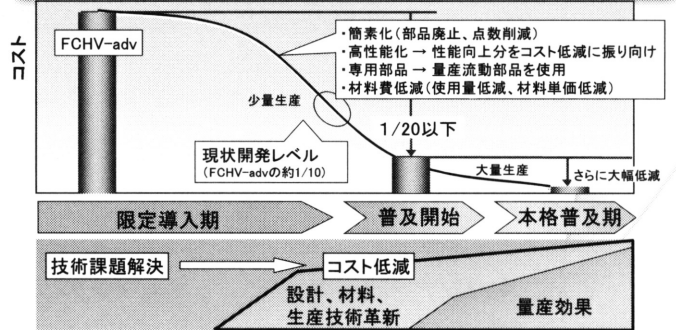 コスト
FCHV-adv
・簡素化(部品廃止、点数削減)
・高性能化 → 性能向上分をコスト低減に振り向け
・専用部品 → 量産流動部品を使用
・材料費低減(使用量低減、材料単価低減)
少量生産
1/20以下
現状開発レベル
(FCHV-advの約1/10)
大量生産
さらに大幅低減
限定導入期
普及開始
本格普及期
技術課題解決
コスト低減
設計、材料、
生産技術革新
量産効果